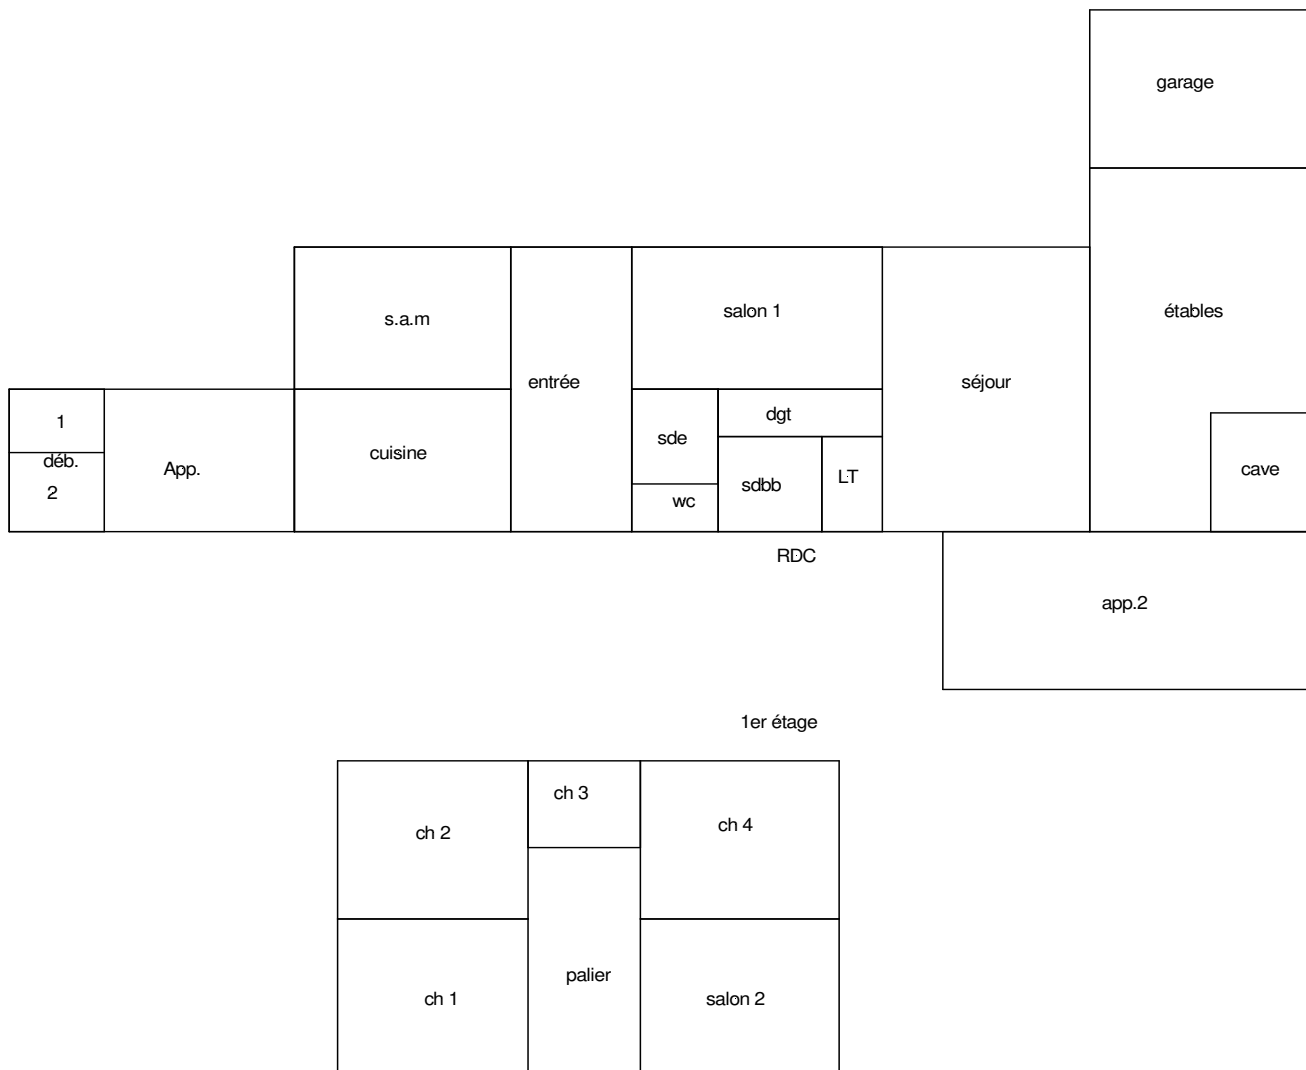 garage
s.a.m
salon 1
étables
entrée
séjour
1
dgt
sde
cuisine
déb.
App.
cave
LT
sdbb
2
wc
RDC
app.2
1er étage
ch 3
ch 2
ch 4
palier
ch 1
salon 2